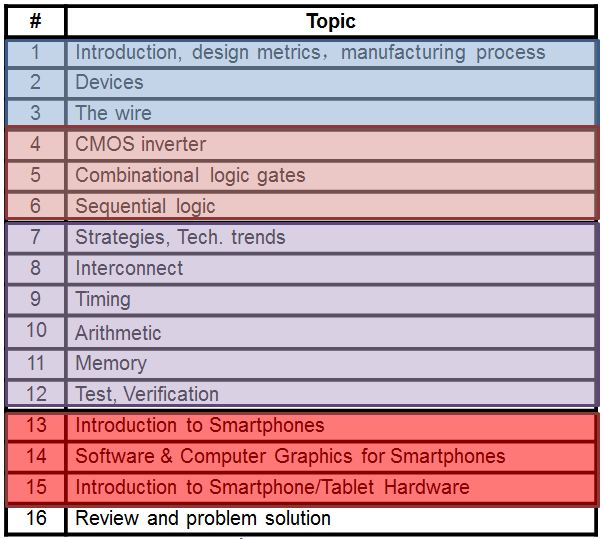 # Topic
1 Introduction, design metrics，manufacturing process
2 Devices
3 The wire
4 CMOS inverter
5 Combinational logic gates
6 Sequential logic
7 Strategies, Tech. trends
8 Interconnect
9 Timing
10 Arithmetic
11 Memory
12 Test, Verification
13 Introduction to Smartphones
14 Software & Computer Graphics for Smartphones
15 Introduction to Smartphone/Tablet Hardware
16 Review and problem solution